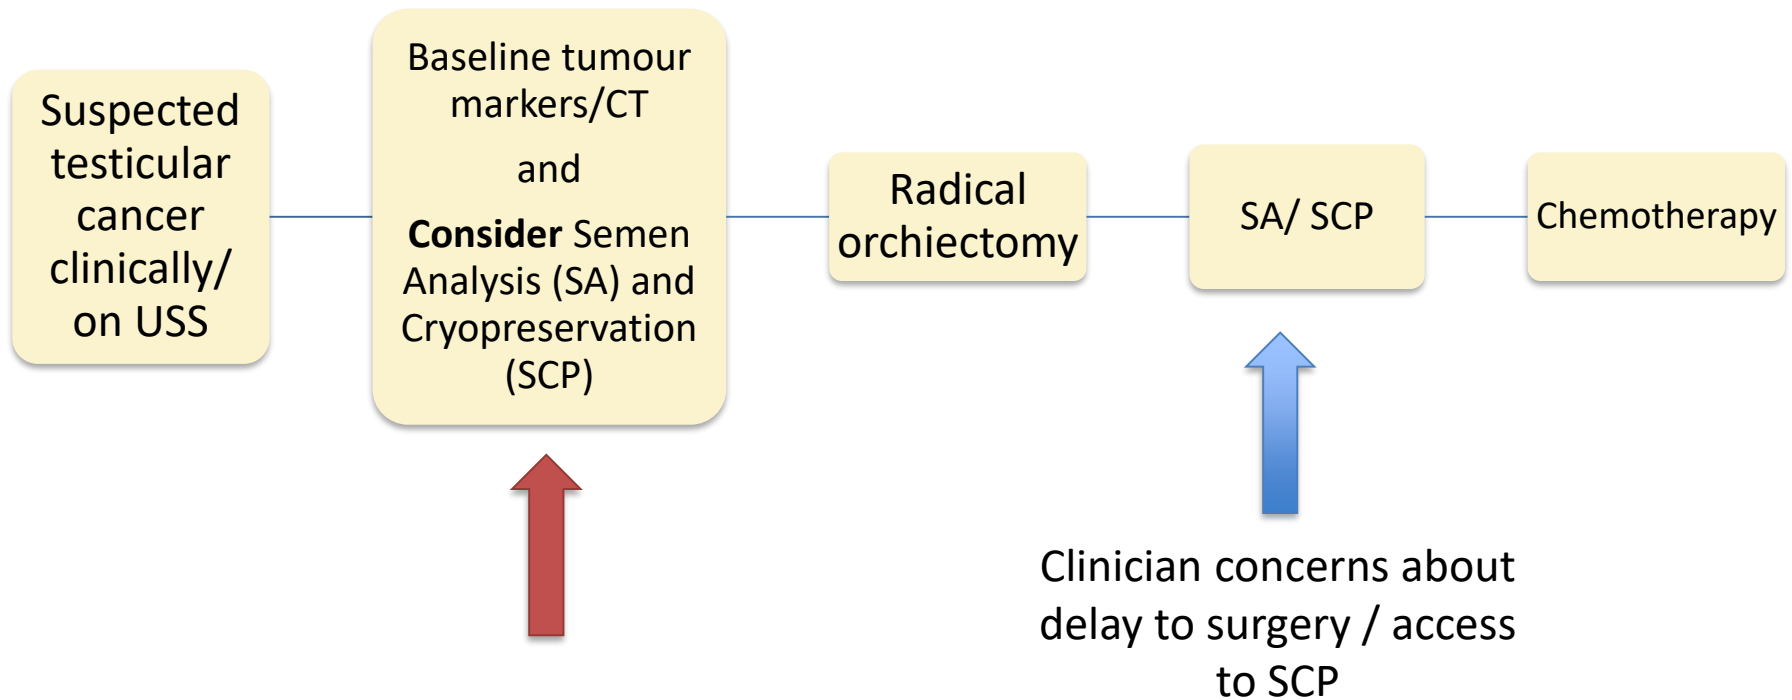 Suspected
testicular
cancer
clinically/
on USS
Baseline tumour
markers/CT
and
Consider Semen
Analysis (SA) and
Cryopreservation
(SCP)
Radical
orchiectomy
SA/ SCP
Chemotherapy
Clinician concerns about
delay to surgery / access
to SCP